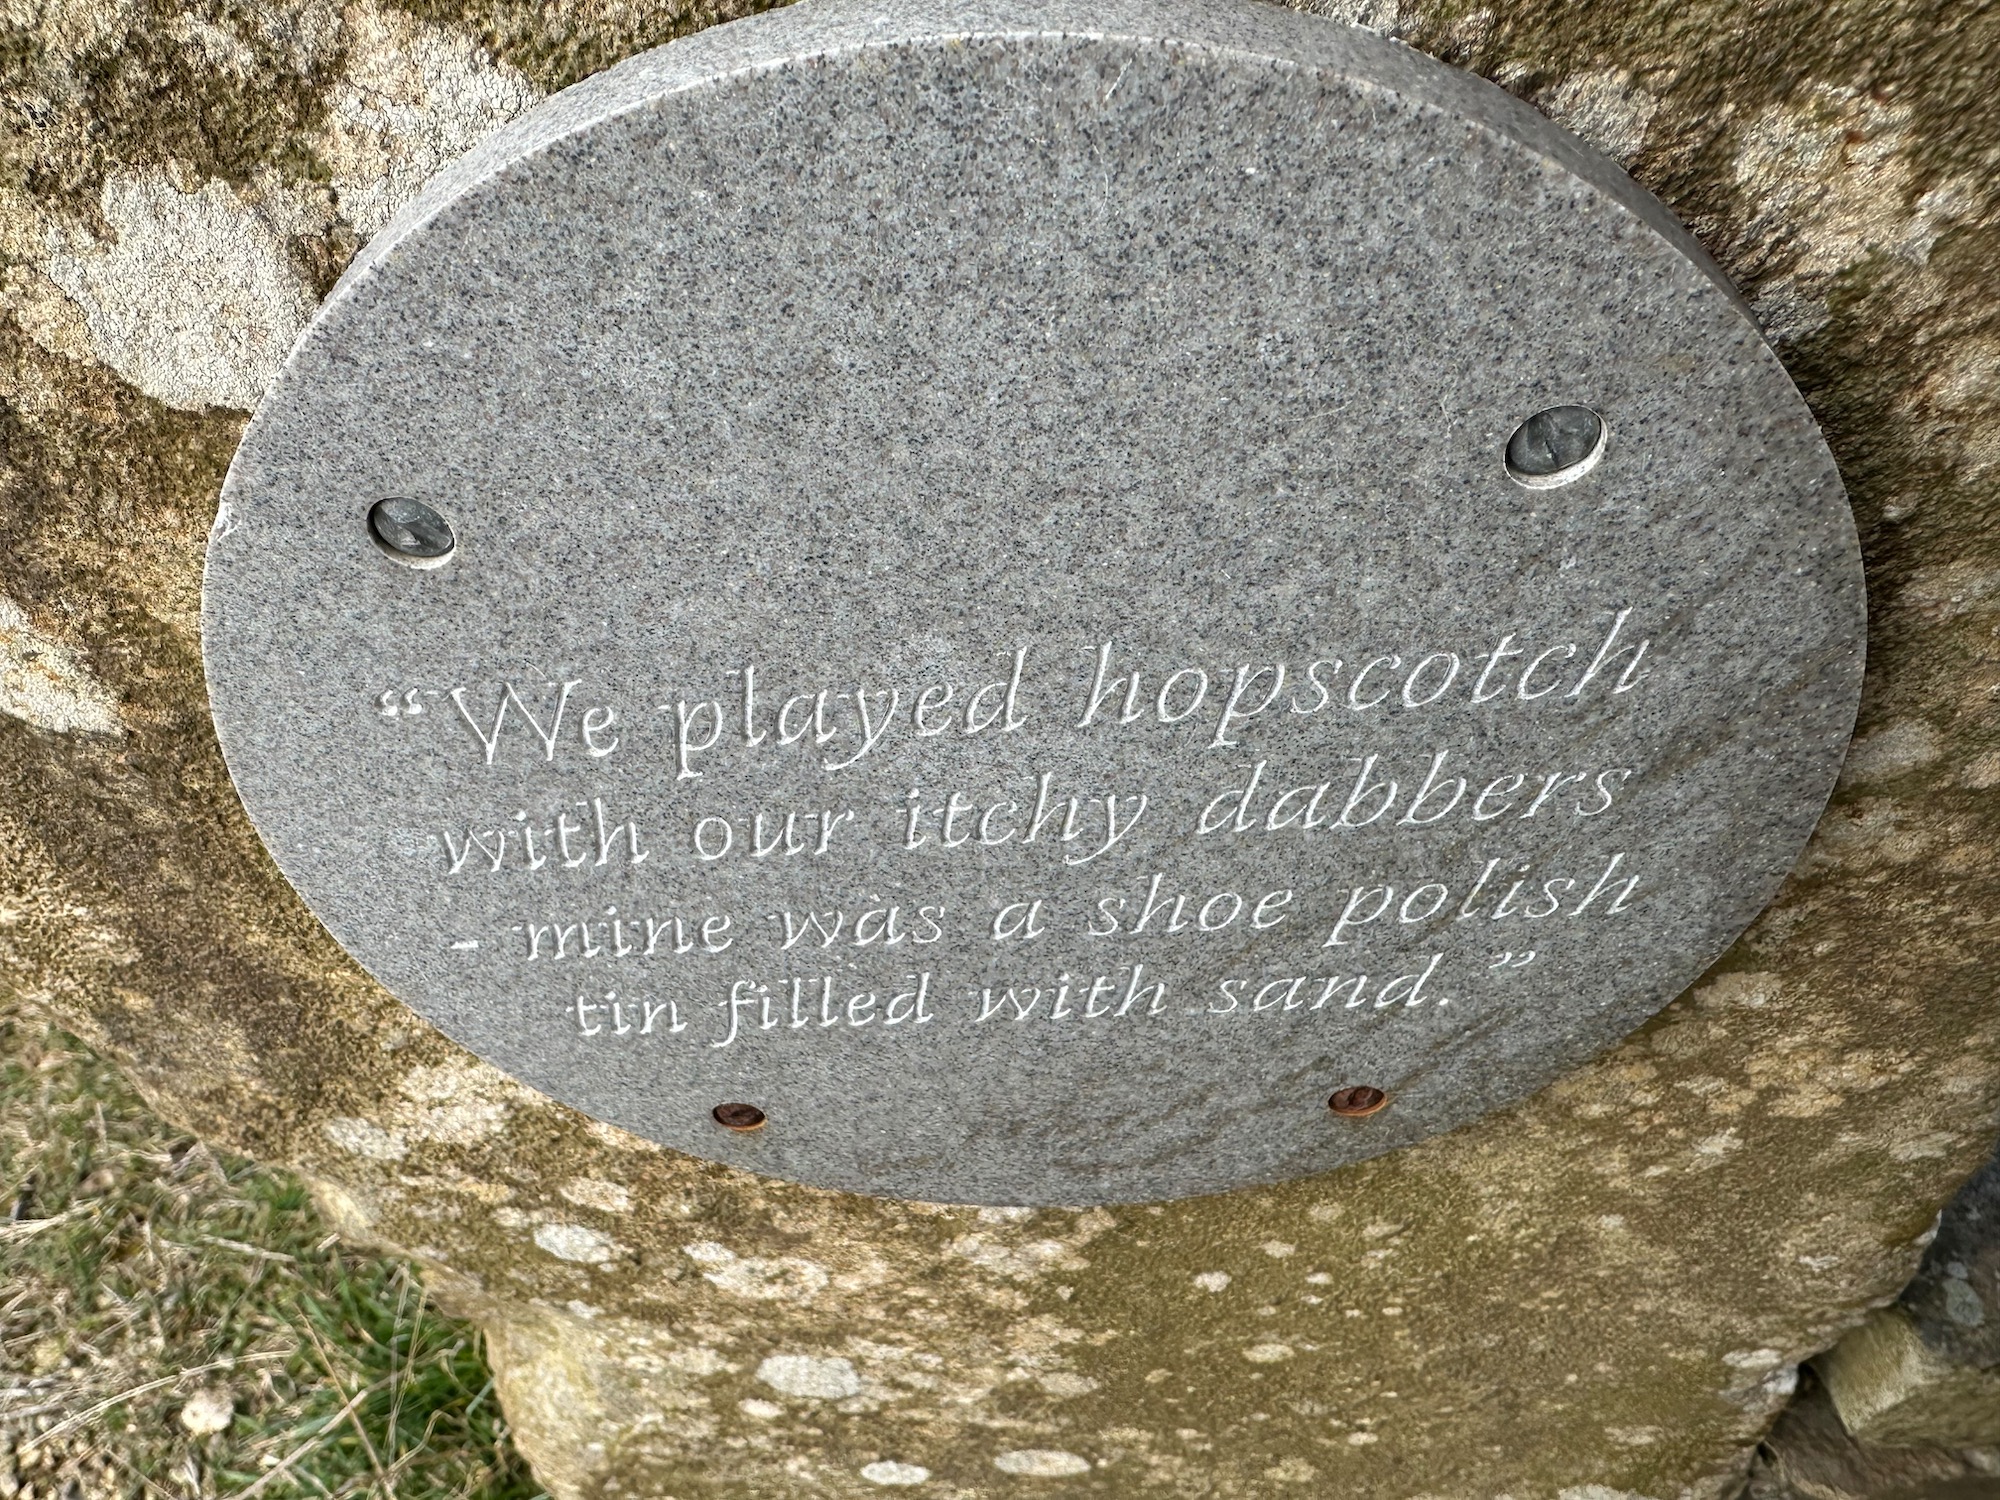 “We played hopscotch
with our itchy dabbers
- mine was a shoe polish
tin filled with sand.”